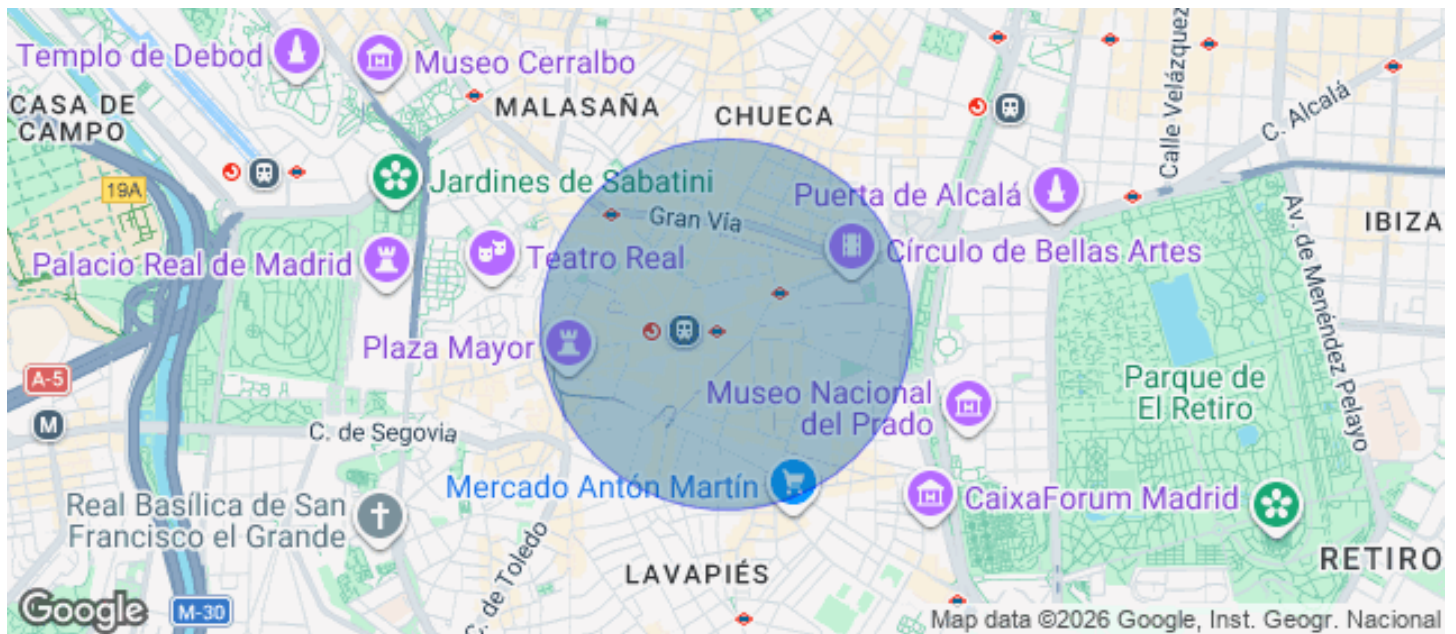 Templo de Debod
Museo Cerralbo
CASA DE
CAMPO
MALASAÑA
CHUECA
Calle Velázquez
C. Alcalá
19A
Jardines de Sabatini
Puerta de Alcalá
Gran Vía
Av. de Menéndez Pelayo
IBIZA
Palacio Real de Madrid
Teatro Real
Círculo de Bellas Artes
Plaza Mayor
A-5
M
Museo Nacional
del Prado
Parque de
El Retiro
C. de Segovia
Mercado Antón Martín
CaixaForum Madrid
Real Basílica de San
Francisco el Grande
C. de Toledo
LAVAPIÉS
RETIRO
Google
M-30
Map data ©2026 Google, Inst. Geogr. Nacional